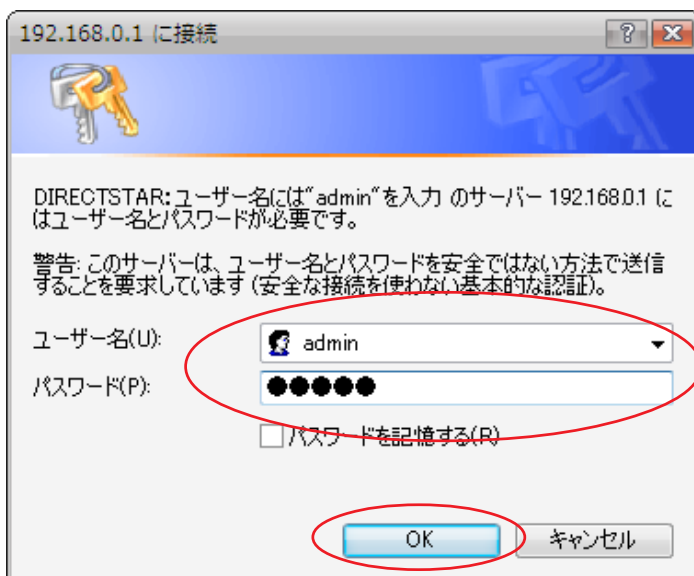 192.168.0.1 に接続
DIRECTSTAR: ユーザー名には"admin"を入力 のサーバー 192.168.0.1 に
はユーザー名とパスワードが必要です。
警告: このサーバーは、ユーザー名とパスワードを安全ではない方法で送信
することを要求しています (安全な接続を使わない基本的な認証)。
ユーザー名(U):
admin
パスワード(P):
●●●●●
パスワードを記憶する(R)
OK
キャンセル